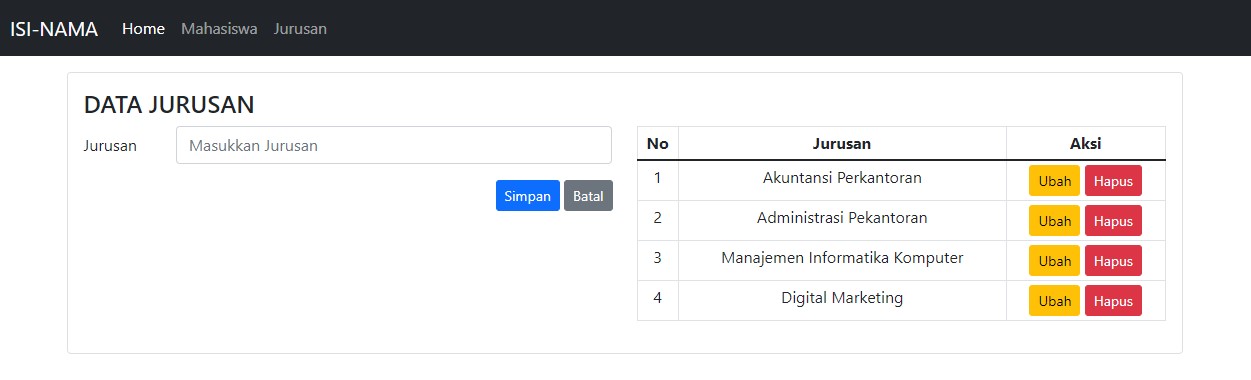 ISI-NAMA Home Mahasiswa Jurusan
DATA JURUSAN
Jurusan Masukkan Jurusan
Simpan Batal
No Jurusan Aksi
1 Akuntansi Perkantoran Ubah Hapus
2 Administrasi Pekantoran Ubah Hapus
3 Manajemen Informatika Komputer Ubah Hapus
4 Digital Marketing Ubah Hapus